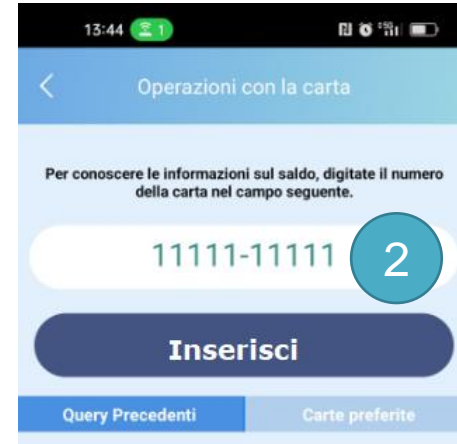 13:44 1
Operazioni con la carta
Per conoscere le informazioni sul saldo, digitate il numero
della carta nel campo seguente.
11111-11111 2
Inserisci
Query Precedenti Carte preferite